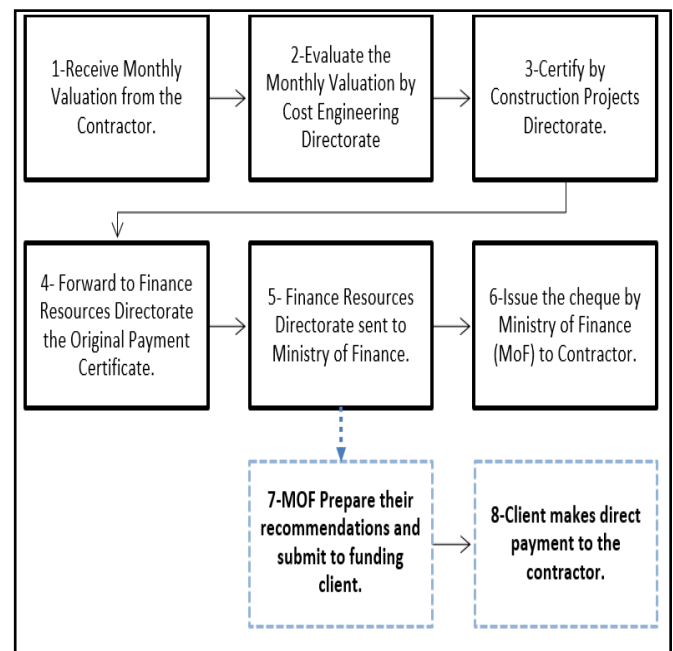 1-Receive Monthly
Valuation from the
Contractor.
2-Evaluate the
Monthly Valuation by
Cost Engineering
Directorate
3-Certify by
Construction Projects
Directorate.
4- Forward to Finance
Resources Directorate
the Original Payment
Certificate.
5- Finance Resources
Directorate sent to
Ministry of Finance.
6-Issue the cheque by
Ministry of Finance
(MoF) to Contractor.
7-MOF Prepare their
recommendations and
submit to funding
client.
8-Client makes direct
payment to the
contractor.